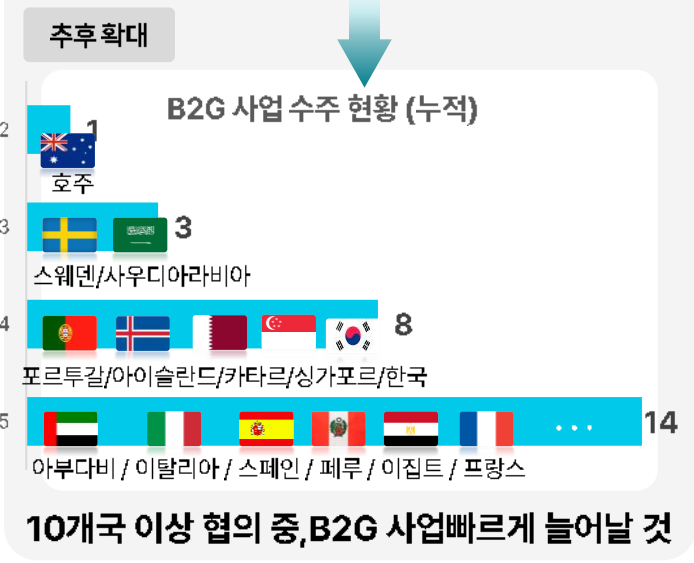 추후 확대
B2G 사업 수주 현황 (누적)
2
1
호주
3
3
스웨덴/사우디아라비아
4
8
포르투갈/아이슬란드/카타르/싱가포르/한국
5
...
14
아부다비 / 이탈리아 / 스페인 / 페루 / 이집트 / 프랑스
10개국 이상 협의 중,B2G 사업빠르게 늘어날 것